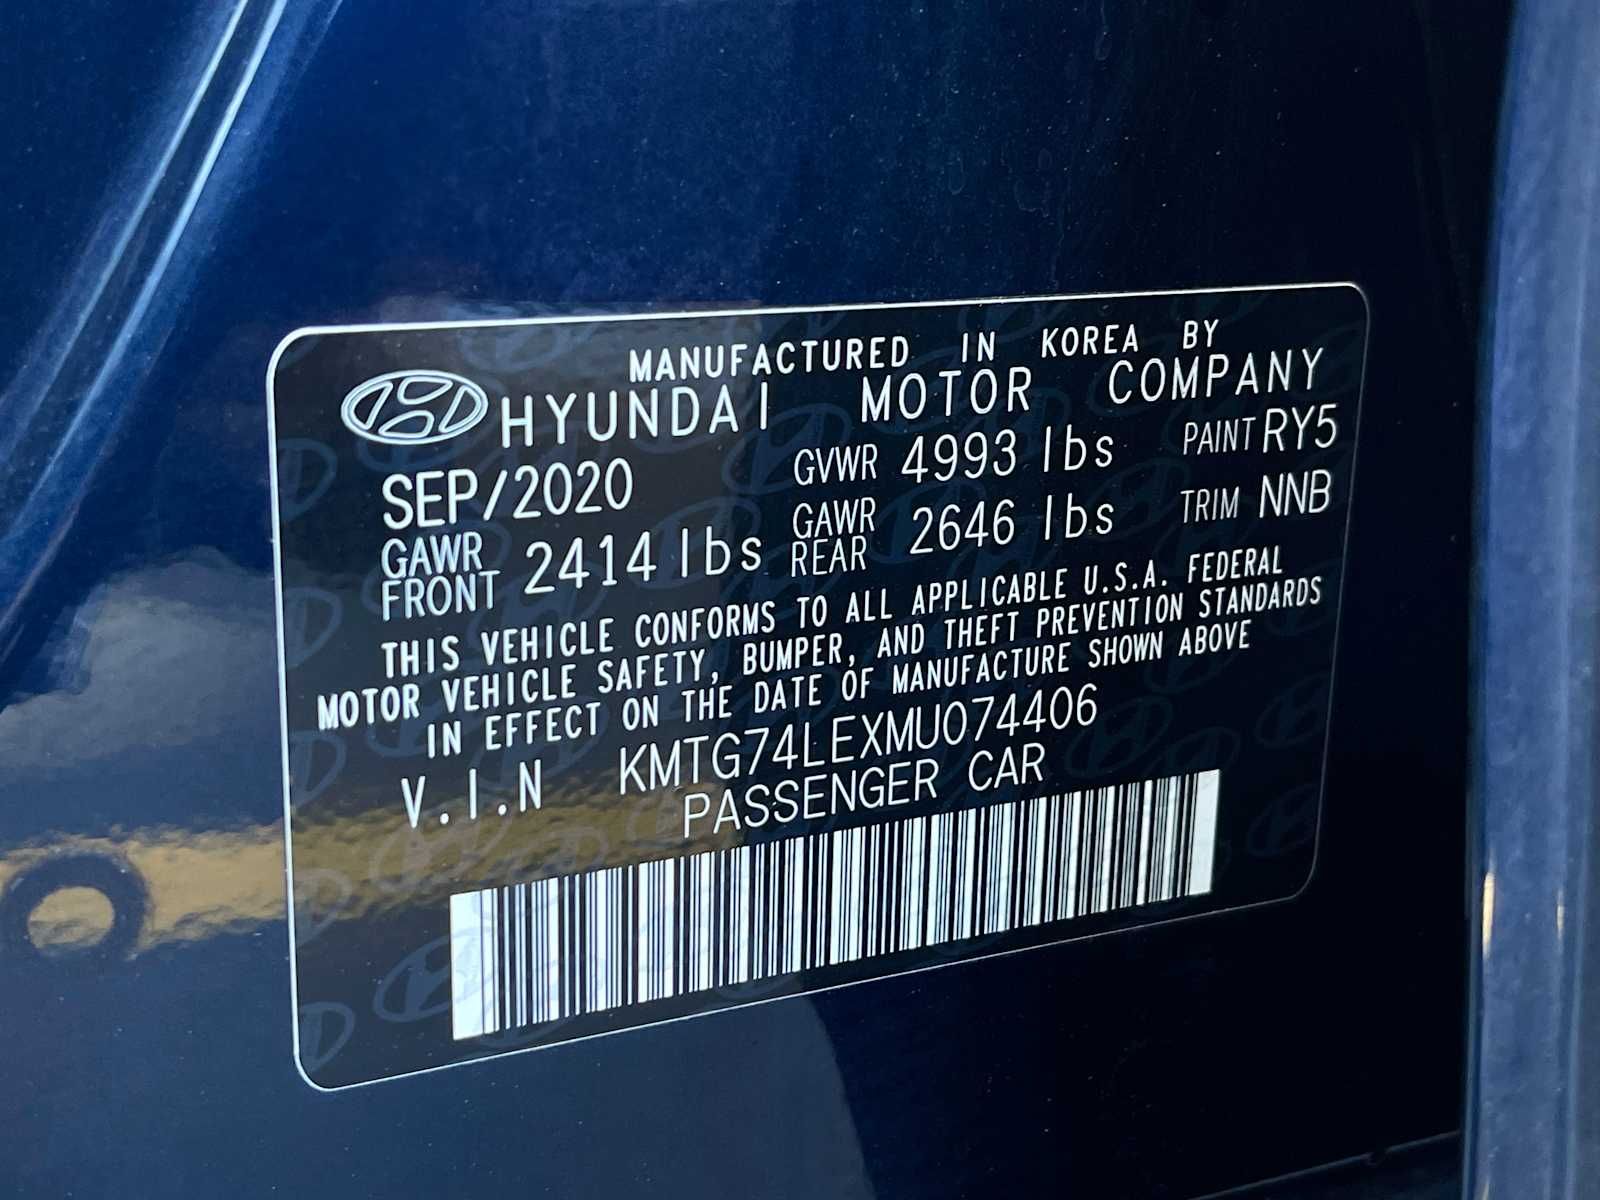 MANUFACTURED IN KOREA BY
HYUNDAI MOTOR COMPANY
SEP/2020 GVWR 4993 lbs PAINT RY5
GAWR FRONT 2414 lbs GAWR REAR 2646 lbs TRIM NNB
THIS VEHICLE CONFORMS TO ALL APPLICABLE U.S.A. FEDERAL
MOTOR VEHICLE SAFETY, BUMPER, AND THEFT PREVENTION STANDARDS
IN EFFECT ON THE DATE OF MANUFACTURE SHOWN ABOVE
V.I.N KMTG74LEXMU074406
PASSENGER CAR